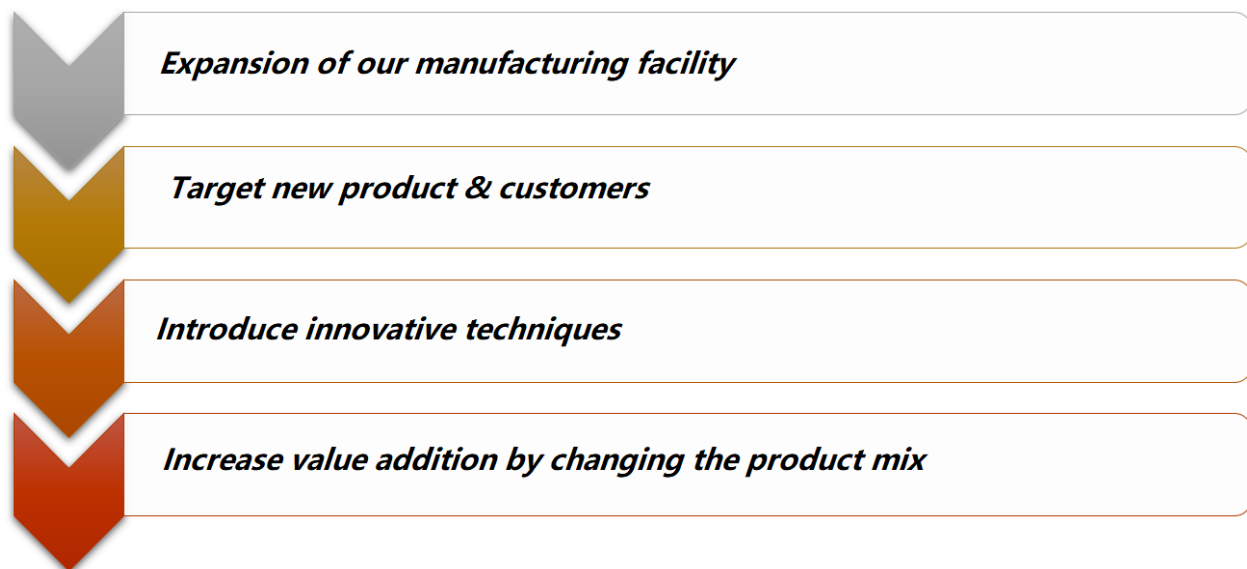 Expansion of our manufacturing facility
Target new product & customers
Introduce innovative techniques
Increase value addition by changing the product mix